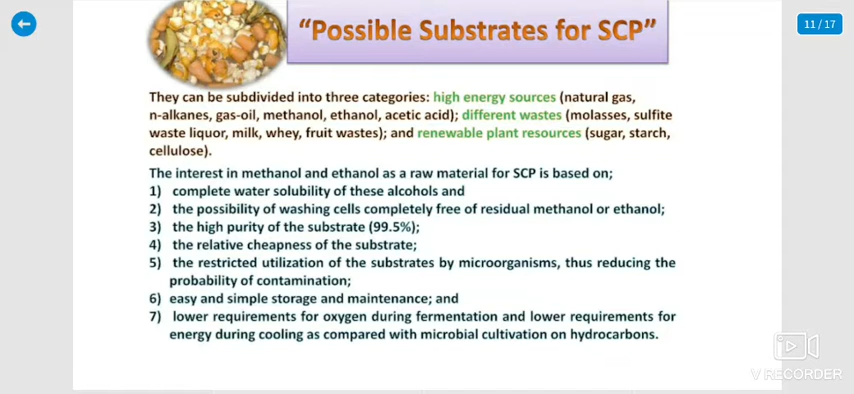 11 / 17
“Possible Substrates for SCP”
They can be subdivided into three categories: high energy sources (natural gas,
n-alkanes, gas-oil, methanol, ethanol, acetic acid); different wastes (molasses, sulfite
waste liquor, milk, whey, fruit wastes); and renewable plant resources (sugar, starch,
cellulose).
The interest in methanol and ethanol as a raw material for SCP is based on;
1) complete water solubility of these alcohols and
2) the possibility of washing cells completely free of residual methanol or ethanol;
3) the high purity of the substrate (99.5%);
4) the relative cheapness of the substrate;
5) the restricted utilization of the substrates by microorganisms, thus reducing the
probability of contamination;
6) easy and simple storage and maintenance; and
7) lower requirements for oxygen during fermentation and lower requirements for
energy during cooling as compared with microbial cultivation on hydrocarbons.
V RECORDER